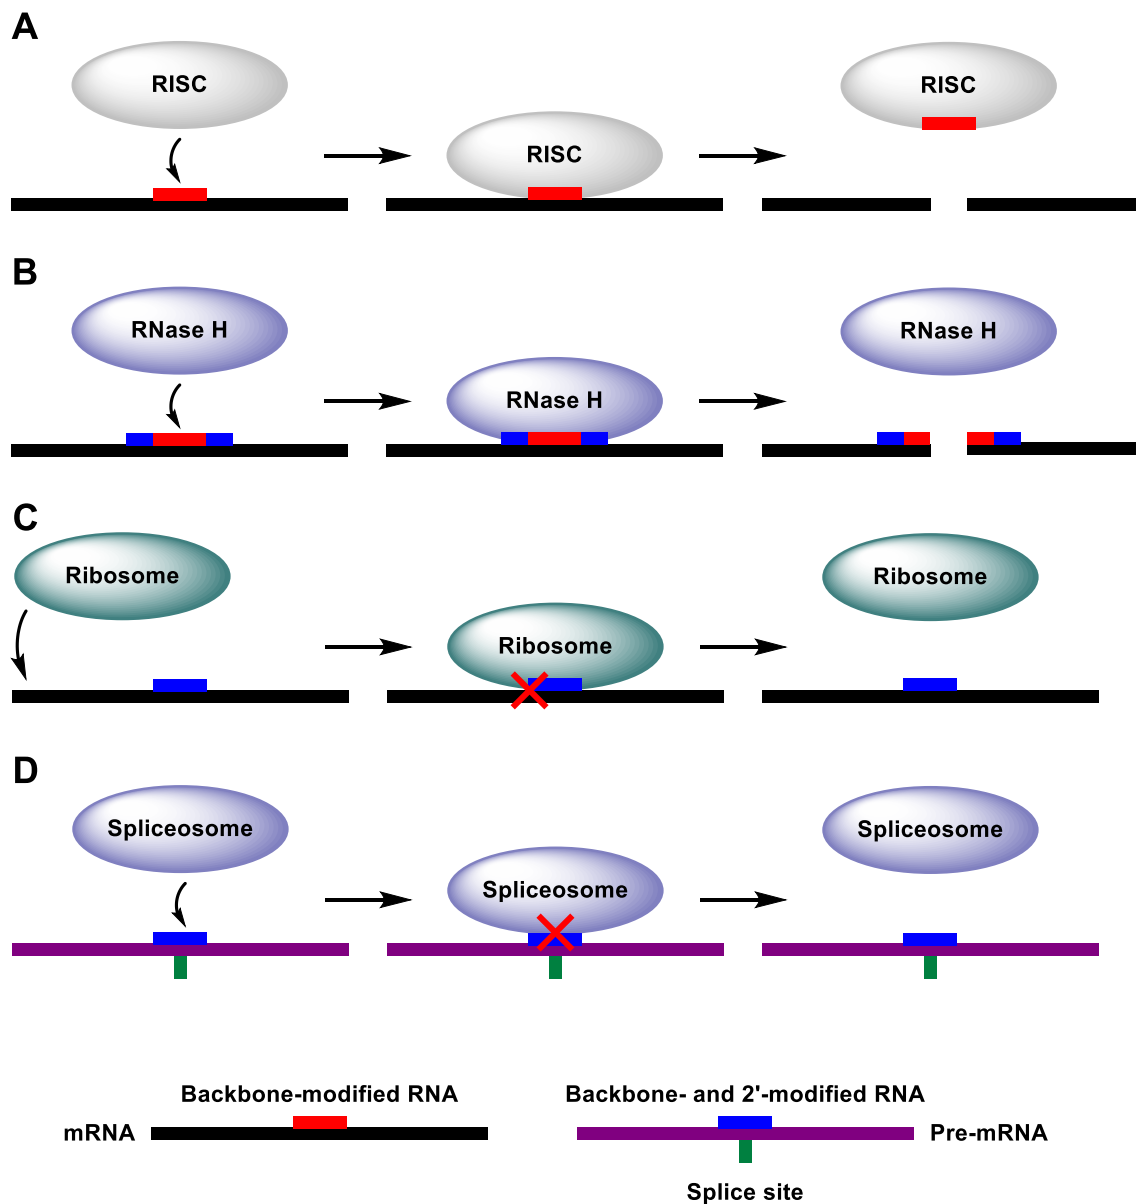 A
RISC
RISC
RISC
B
RNase H
RNase H
RNase H
C
Ribosome
Ribosome
Ribosome
D
Spliceosome
Spliceosome
Spliceosome
Backbone-modified RNA
mRNA
Backbone- and 2'-modified RNA
Pre-mRNA
Splice site